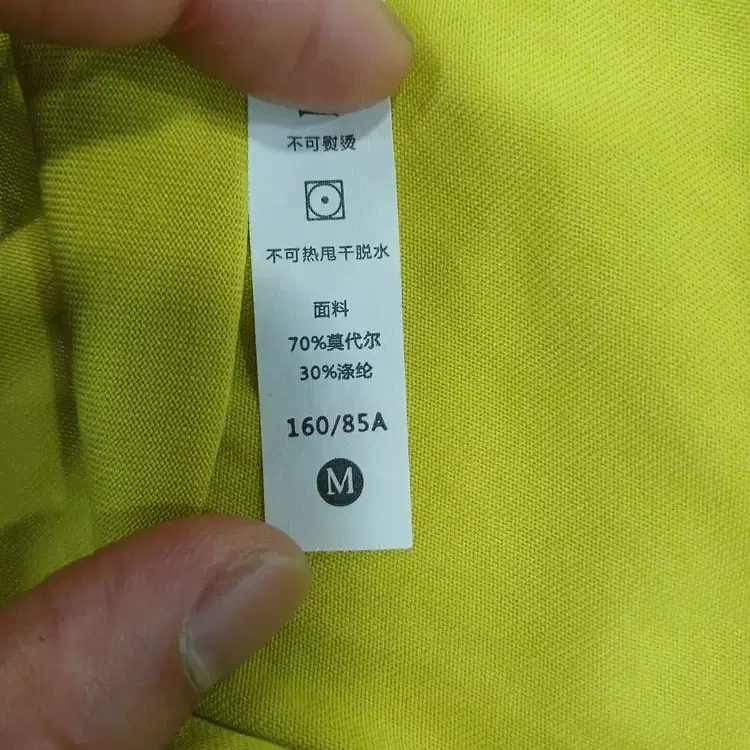 不可熨烫
不可热甩干脱水
面料
70%莫代尔
30%涤纶
160/85A
M